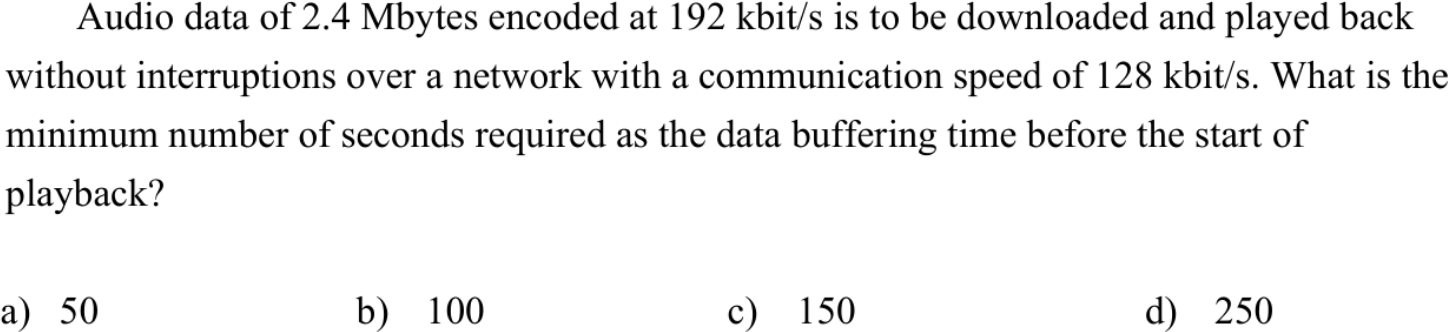 Audio data of 2.4 Mbytes encoded at 192 kbit/s is to be downloaded and played back
without interruptions over a network with a communication speed of 128 kbit/s. What is the
minimum number of seconds required as the data buffering time before the start of
playback?
a) 50 b) 100 c) 150 d) 250